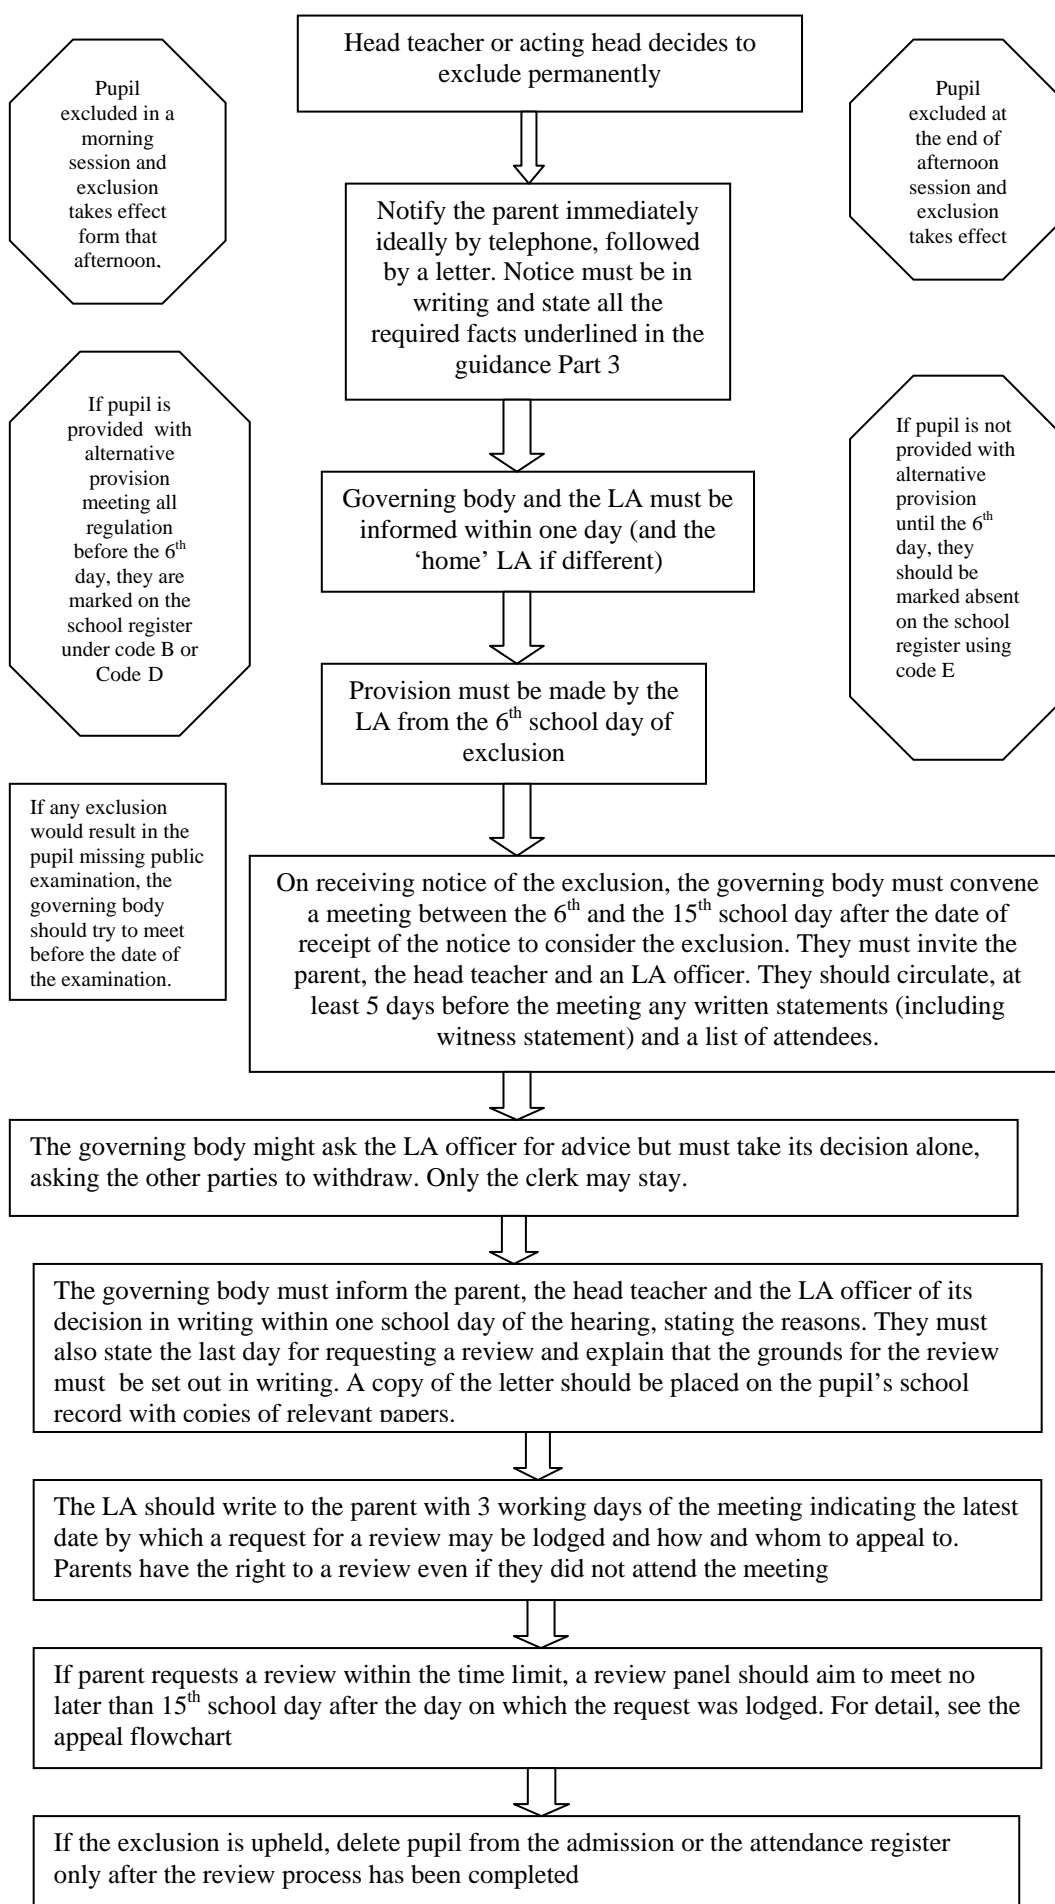 Head teacher or acting head decides to
exclude permanently
Pupil
excluded in a
morning
session and
exclusion
takes effect
form that
afternoon,
Pupil
excluded at
the end of
afternoon
session and
exclusion
takes effect
Notify the parent immediately
ideally by telephone, followed
by a letter. Notice must be in
writing and state all the
required facts underlined in the
guidance Part 3
If pupil is
provided with
alternative
provision
meeting all
regulation
before the 6th
day, they are
marked on the
school register
under code B or
Code D
If pupil is not
provided with
alternative
provision
until the 6th
day, they
should be
marked absent
on the school
register using
code E
Governing body and the LA must be
informed within one day (and the
‘home’ LA if different)
Provision must be made by the
LA from the 6th school day of
exclusion
If any exclusion
would result in the
pupil missing public
examination, the
governing body
should try to meet
before the date of
the examination.
On receiving notice of the exclusion, the governing body must convene
a meeting between the 6th and the 15th school day after the date of
receipt of the notice to consider the exclusion. They must invite the
parent, the head teacher and an LA officer. They should circulate, at
least 5 days before the meeting any written statements (including
witness statement) and a list of attendees.
The governing body might ask the LA officer for advice but must take its decision alone,
asking the other parties to withdraw. Only the clerk may stay.
The governing body must inform the parent, the head teacher and the LA officer of its
decision in writing within one school day of the hearing, stating the reasons. They must
also state the last day for requesting a review and explain that the grounds for the review
must be set out in writing. A copy of the letter should be placed on the pupil’s school
record with copies of relevant papers.
The LA should write to the parent with 3 working days of the meeting indicating the latest
date by which a request for a review may be lodged and how and whom to appeal to.
Parents have the right to a review even if they did not attend the meeting
If parent requests a review within the time limit, a review panel should aim to meet no
later than 15th school day after the day on which the request was lodged. For detail, see the
appeal flowchart
If the exclusion is upheld, delete pupil from the admission or the attendance register
only after the review process has been completed